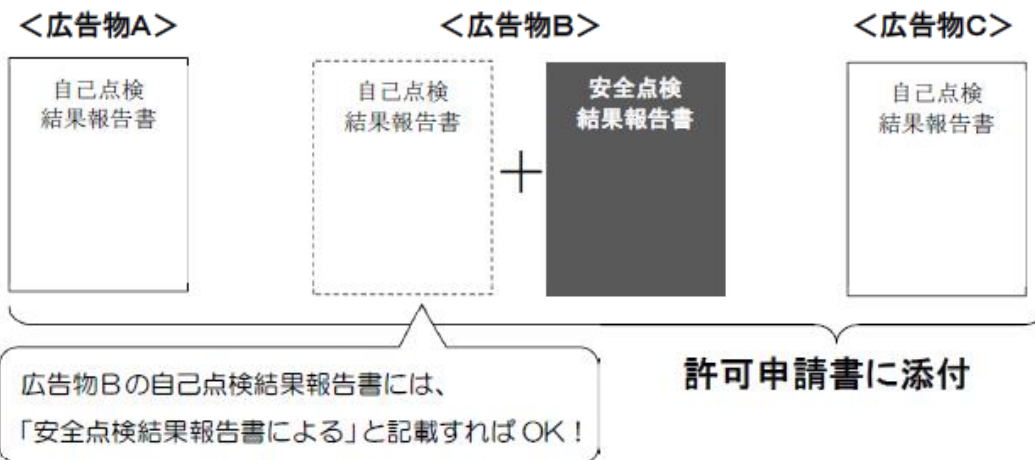 ＜広告物A＞
＜広告物B＞
＜広告物C＞
自己点検
結果報告書
自己点検
結果報告書
＋
安全点検
結果報告書
自己点検
結果報告書
広告物Bの自己点検結果報告書には、
「安全点検結果報告書による」と記載すればOK！
許可申請書に添付